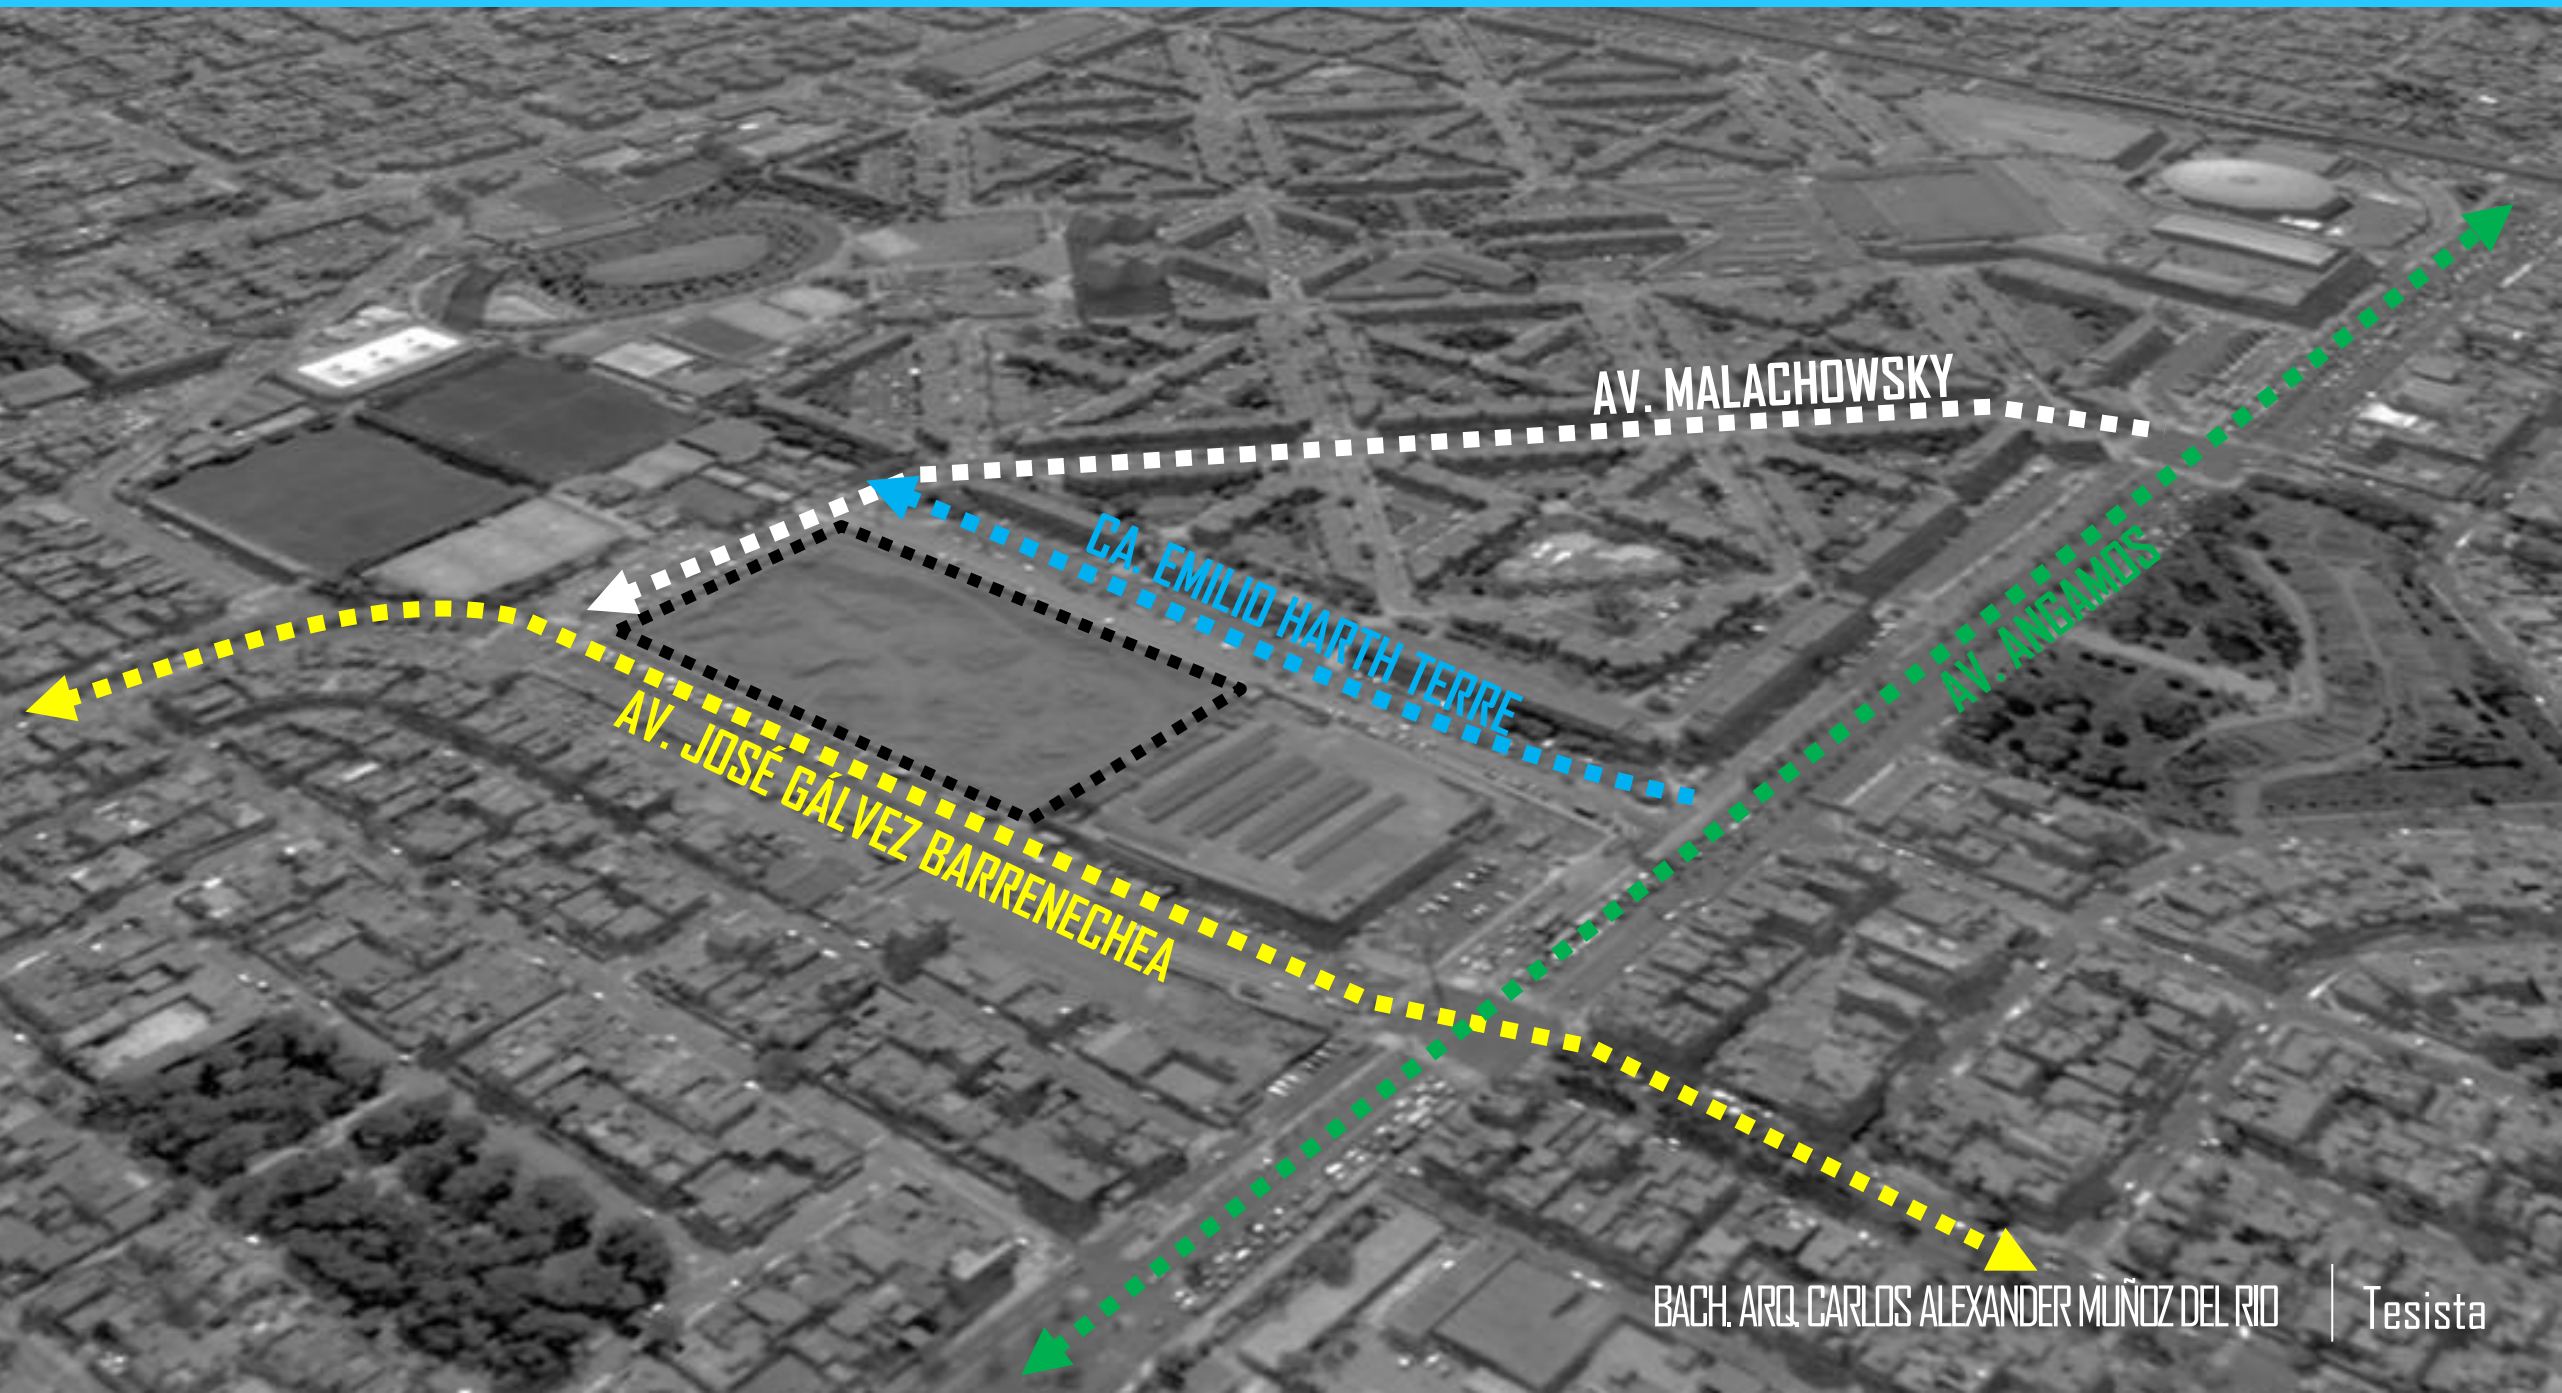 AV. MALACHOWSKY
CA. EMILIO HARTH TERRE
AV. ANGAMOS
AV. JOSÉ GÁLVEZ BARRENECHEA
BACH. ARQ. CARLOS ALEXANDER MUÑOZ DEL RIO
Tesista